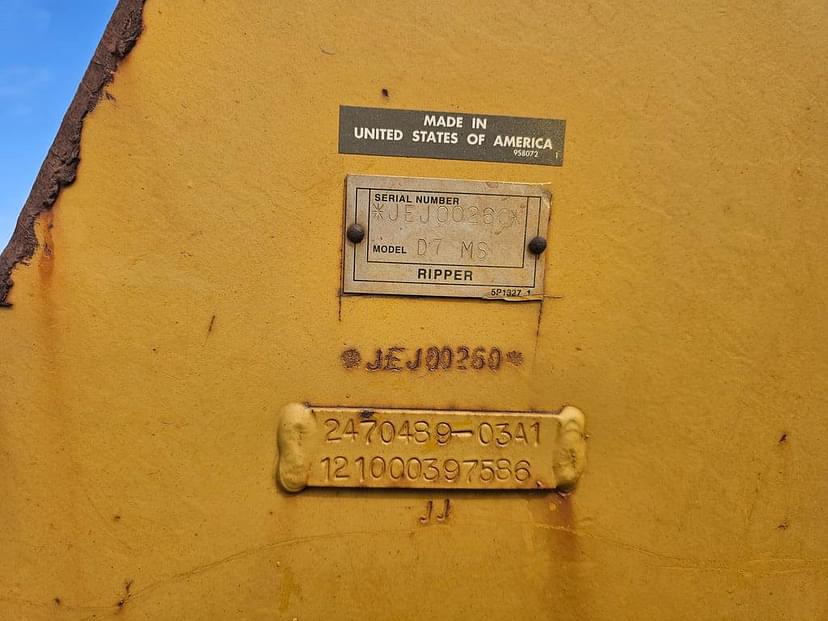 MADE IN
UNITED STATES OF AMERICA
958072 1
SERIAL NUMBER
*JEJ00260*
MODEL D7 MS
RIPPER
5P1327 1
*JEJ00260*
2470489-03A1
121000397586
JJ